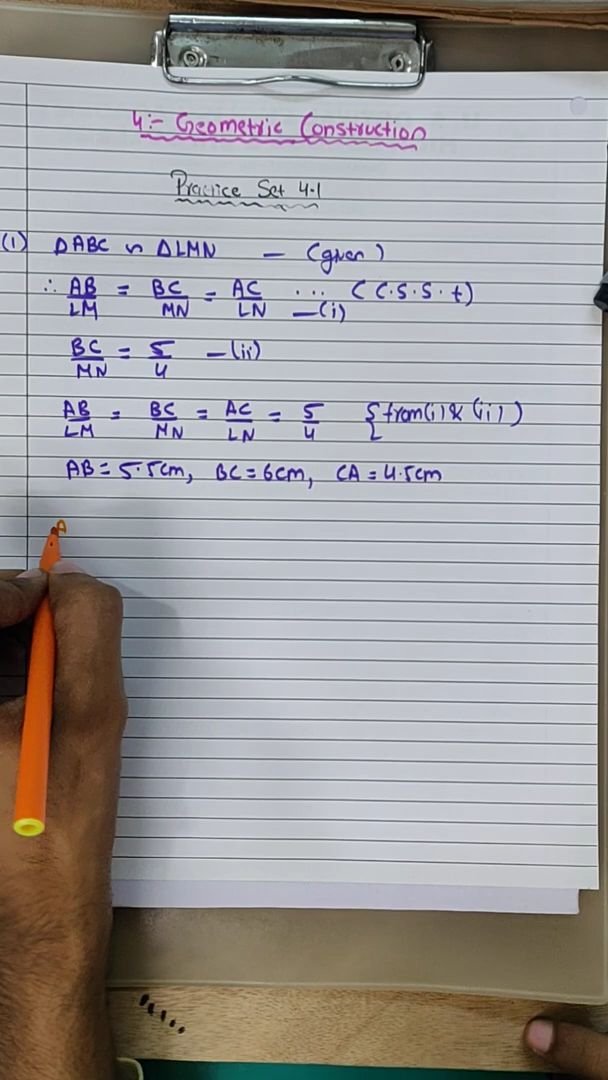 4:- Geometric Construction
Practice Set 4.1
(1) ΔABC ~ ΔLMN — (given)
∴ AB/LM = BC/MN = AC/LN ... (C.S.S.t) —(i)
BC/MN = 5/4 —(ii)
AB/LM = BC/MN = AC/LN = 5/4 {from(i) & (ii)}
AB = 5.5cm, BC = 6cm, CA = 4.5cm
A